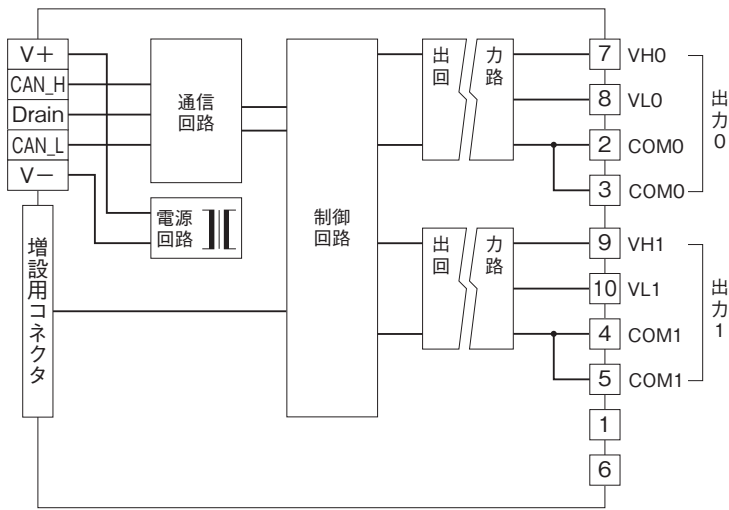 V+
CAN_H
Drain
CAN_L
V−
増設用コネクタ
通信
回路
電源
回路
制御
回路
出力
回路
出力
回路
7 VH0
8 VL0
2 COM0
3 COM0
出力0
9 VH1
10 VL1
4 COM1
5 COM1
出力1
1
6